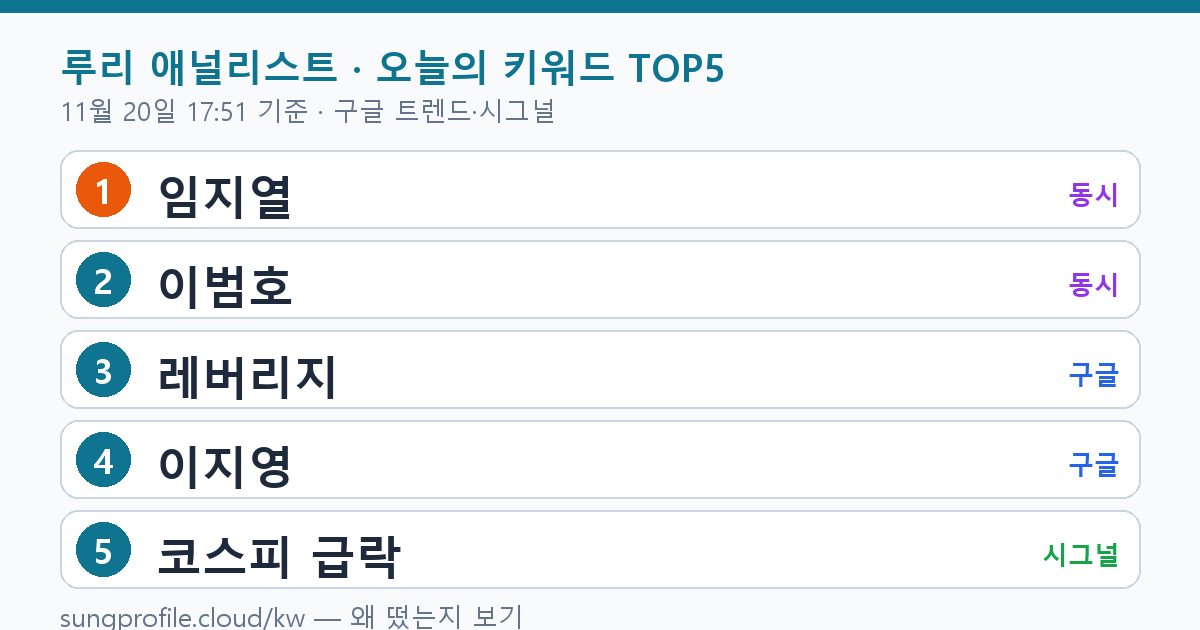 루리 애널리스트 · 오늘의 키워드 TOP5
11월 20일 17:51 기준 · 구글 트렌드·시그널
1 임지열 동시
2 이범호 동시
3 레버리지 구글
4 이지영 구글
5 코스피 급락 시그널
sungprofile.cloud/kw — 왜 떴는지 보기